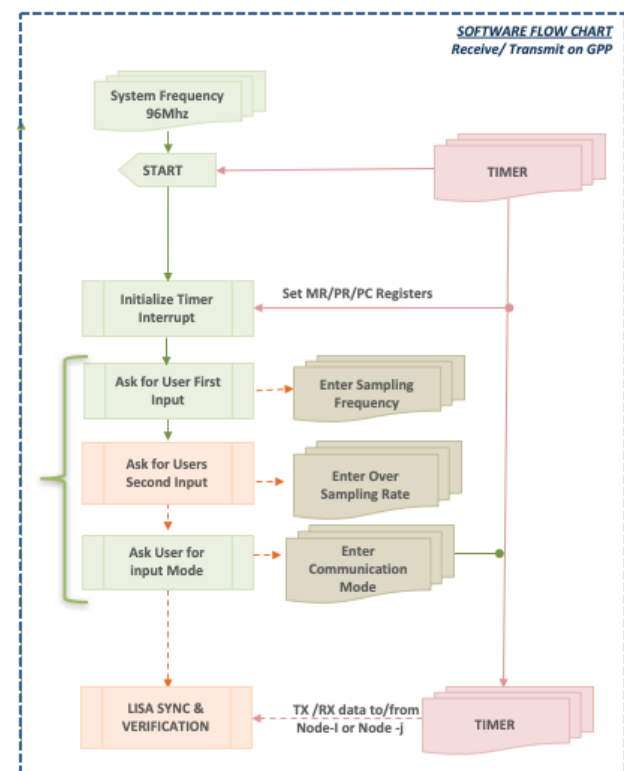 SOFTWARE FLOW CHART
Receive/ Transmit on GPP
System Frequency
96Mhz
START
TIMER
Initialize Timer
Interrupt
Set MR/PR/PC Registers
Ask for User First
Input
Enter Sampling
Frequency
Ask for Users
Second Input
Enter Over
Sampling Rate
Ask User for
input Mode
Enter
Communication
Mode
LISA SYNC &
VERIFICATION
TX /RX data to/from
Node-I or Node -j
TIMER